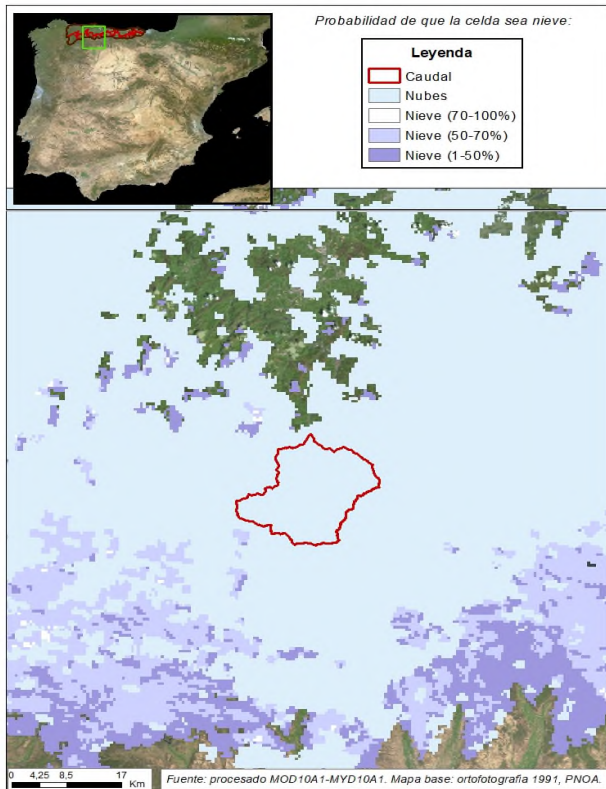 Probabilidad de que la celda sea nieve:
Leyenda
Caudal
Nubes
Nieve (70-100%)
Nieve (50-70%)
Nieve (1-50%)
0 4,25 8,5 17
Km
Fuente: procesado MOD10A1-MYD10A1. Mapa base: ortofotografia 1991, PNOA.